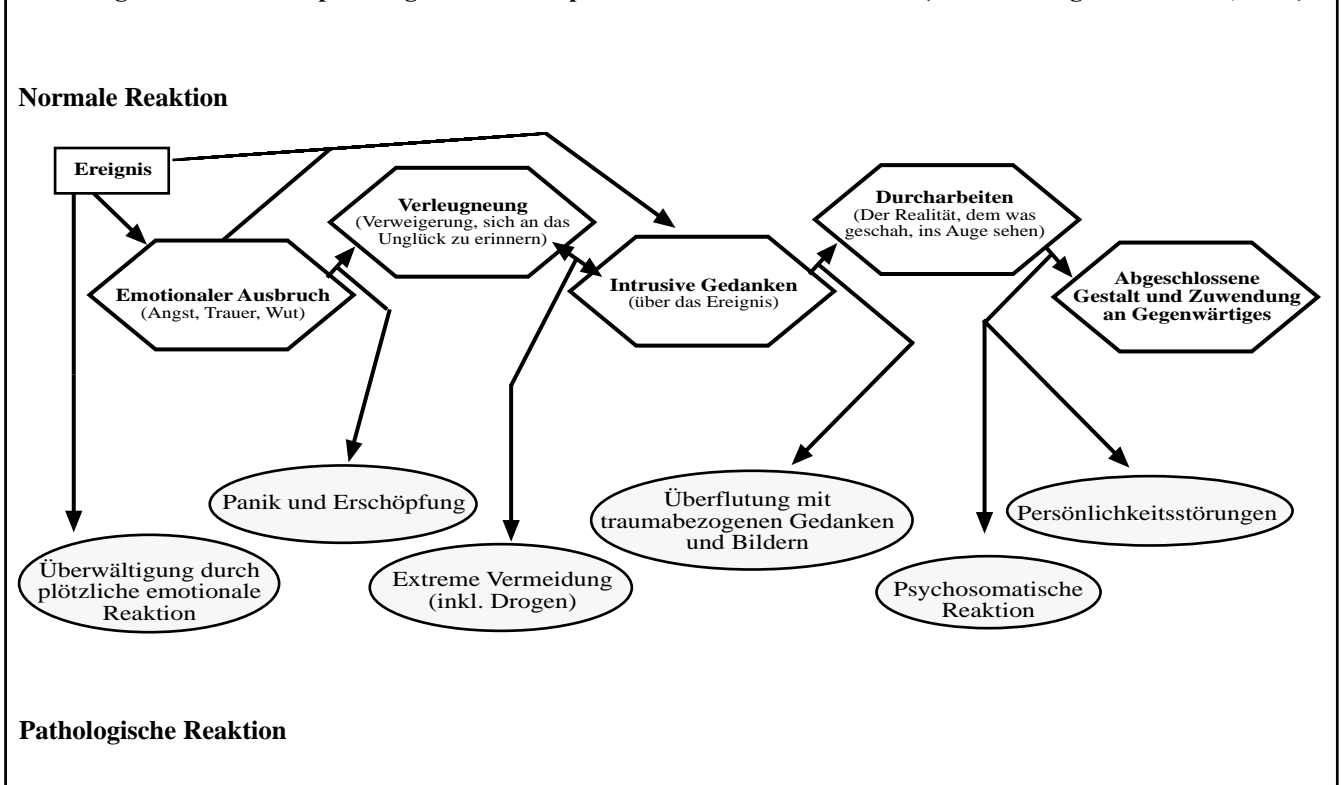 Normale Reaktion
Ereignis
Emotionaler Ausbruch
(Angst, Trauer, Wut)
Verleugneung
(Verweigerung, sich an das
Unglück zu erinnern)
Intrusive Gedanken
(über das Ereignis)
Durcharbeiten
(Der Realität, dem was
geschah, ins Auge sehen)
Abgeschlossene
Gestalt und Zuwendung
an Gegenwärtiges
Überwältigung durch
plötzliche emotionale
Reaktion
Panik und Erschöpfung
Extreme Vermeidung
(inkl. Drogen)
Überflutung mit
traumabezogenen Gedanken
und Bildern
Psychosomatische
Reaktion
Persönlichkeitsstörungen
Pathologische Reaktion